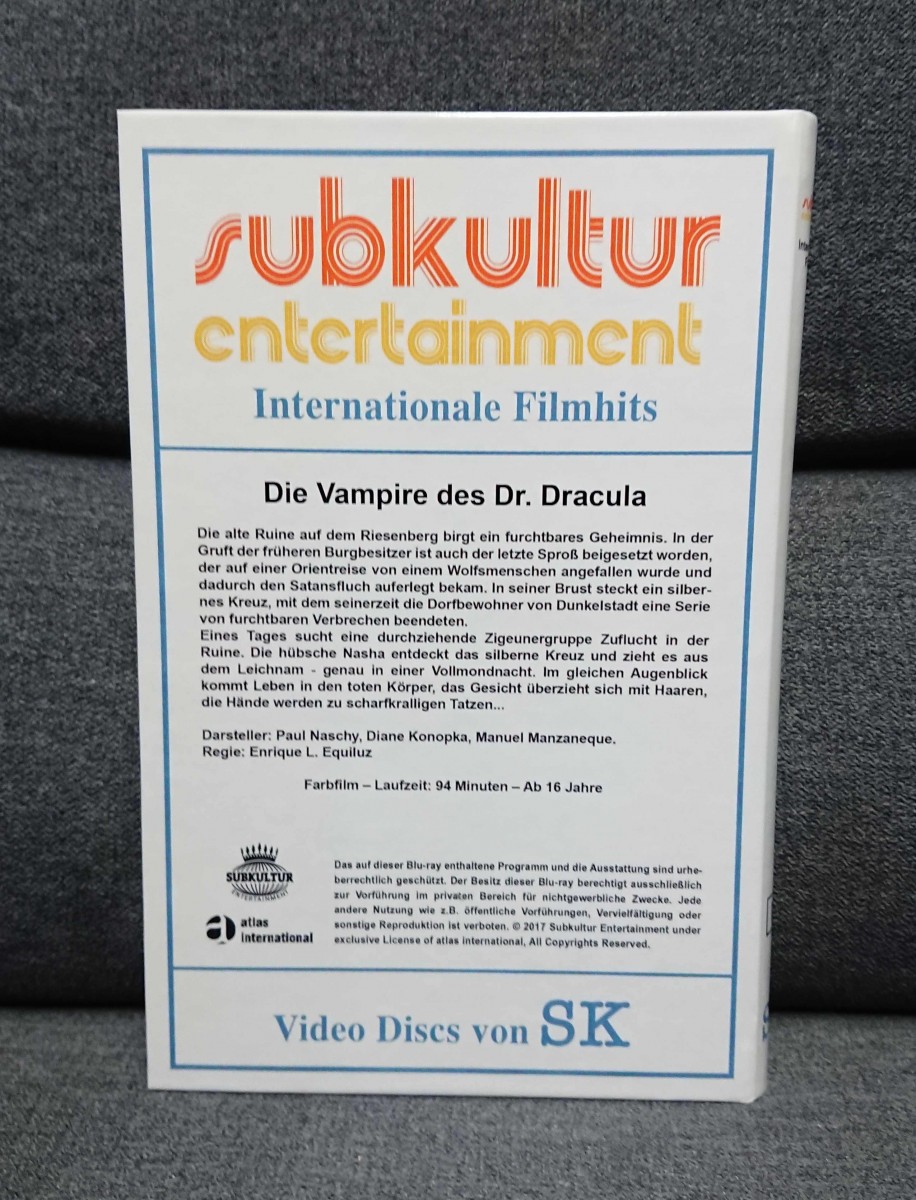 subkultur
entertainment
Internationale Filmhits
Die Vampire des Dr. Dracula
Die alte Ruine auf dem Riesenberg birgt ein furchtbares Geheimnis. In der
Gruft der früheren Burgbesitzer ist auch der letzte Sproß beigesetzt worden,
der auf einer Orientreise von einem Wolfsmenschen angefallen wurde und
dadurch den Satansfluch auferlegt bekam. In seiner Brust steckt ein silber-
nes Kreuz, mit dem seinerzeit die Dorfbewohner von Dunkelstadt eine Serie
von furchtbaren Verbrechen beendeten.
Eines Tages sucht eine durchziehende Zigeunergruppe Zuflucht in der
Ruine. Die hübsche Nasha entdeckt das silberne Kreuz und zieht es aus
dem Leichnam - genau in einer Vollmondnacht. Im gleichen Augenblick
kommt Leben in den toten Körper, das Gesicht überzieht sich mit Haaren,
die Hände werden zu scharfkralligen Tatzen...
Darsteller: Paul Naschy, Diane Konopka, Manuel Manzaneque.
Regie: Enrique L. Equiluz
Farbfilm – Laufzeit: 94 Minuten – Ab 16 Jahre
SUBKULTUR
ENTERTAINMENT
atlas
international
Das auf dieser Blu-ray enthaltene Programm und die Ausstattung sind urhe-
berrechtlich geschützt. Der Besitz dieser Blu-ray berechtigt ausschließlich
zur Vorführung im privaten Bereich für nichtgewerbliche Zwecke. Jede
andere Nutzung wie z.B. öffentliche Vorführungen, Vervielfältigung oder
sonstige Reproduktion ist verboten. © 2017 Subkultur Entertainment under
exclusive License of atlas international, All Copyrights Reserved.
Video Discs von SK